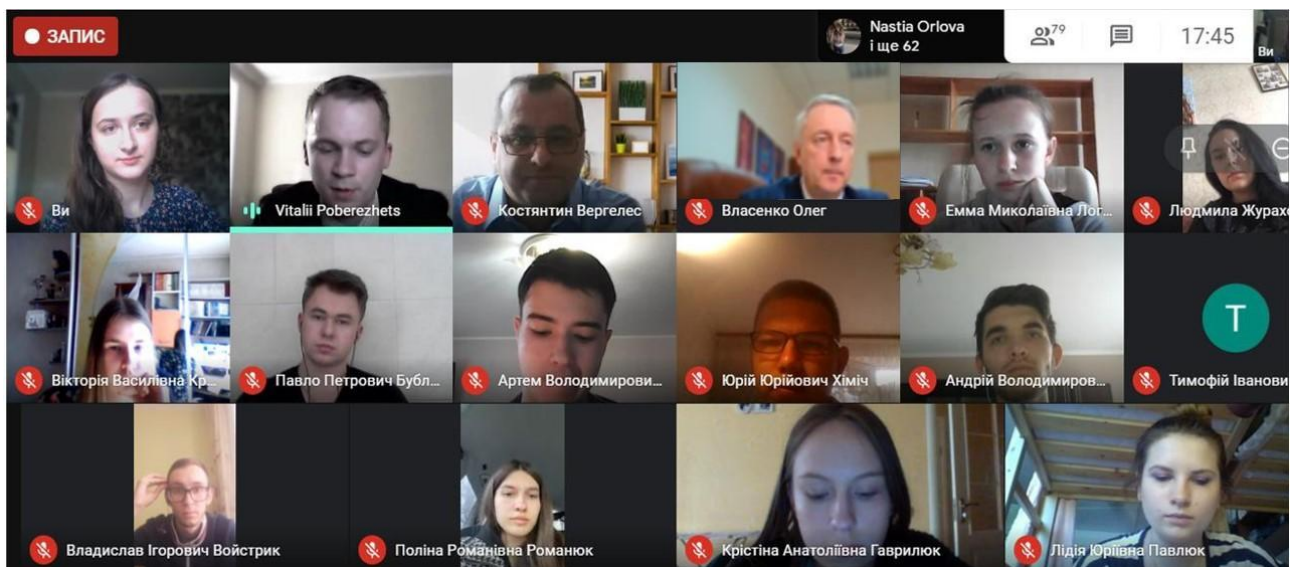 ЗАПИС
Nastia Orlova
і ще 62
79
17:45
Ви
Ви
Vitalii Poberezhets
Костянтин Вергелес
Власенко Олег
Емма Миколаївна Лог...
Людмила Журахо
Вікторія Василівна Кр...
Павло Петрович Бубл...
Артем Володимирови...
Юрій Юрійович Хіміч
Андрій Володимиров...
Т
Тимофій Іванови
Владислав Ігорович Войстрик
Поліна Романівна Романюк
Крістіна Анатоліївна Гаврилюк
Лідія Юріївна Павлюк